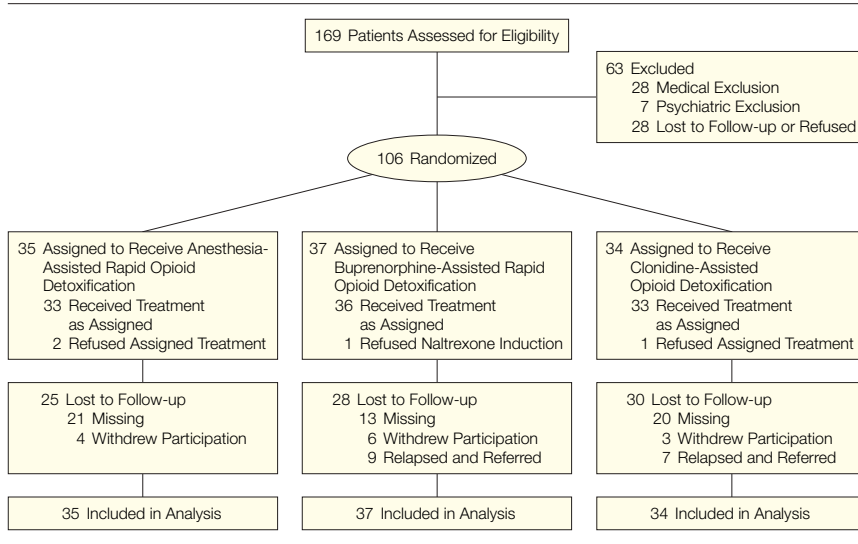 169 Patients Assessed for Eligibility
63 Excluded
28 Medical Exclusion
7 Psychiatric Exclusion
28 Lost to Follow-up or Refused
106 Randomized
35 Assigned to Receive Anesthesia-
Assisted Rapid Opioid
Detoxification
33 Received Treatment
as Assigned
2 Refused Assigned Treatment
37 Assigned to Receive
Buprenorphine-Assisted Rapid
Opioid Detoxification
36 Received Treatment
as Assigned
1 Refused Naltrexone Induction
34 Assigned to Receive
Clonidine-Assisted
Opioid Detoxification
33 Received Treatment
as Assigned
1 Refused Assigned Treatment
25 Lost to Follow-up
21 Missing
4 Withdrew Participation
28 Lost to Follow-up
13 Missing
6 Withdrew Participation
9 Relapsed and Referred
30 Lost to Follow-up
20 Missing
3 Withdrew Participation
7 Relapsed and Referred
35 Included in Analysis
37 Included in Analysis
34 Included in Analysis